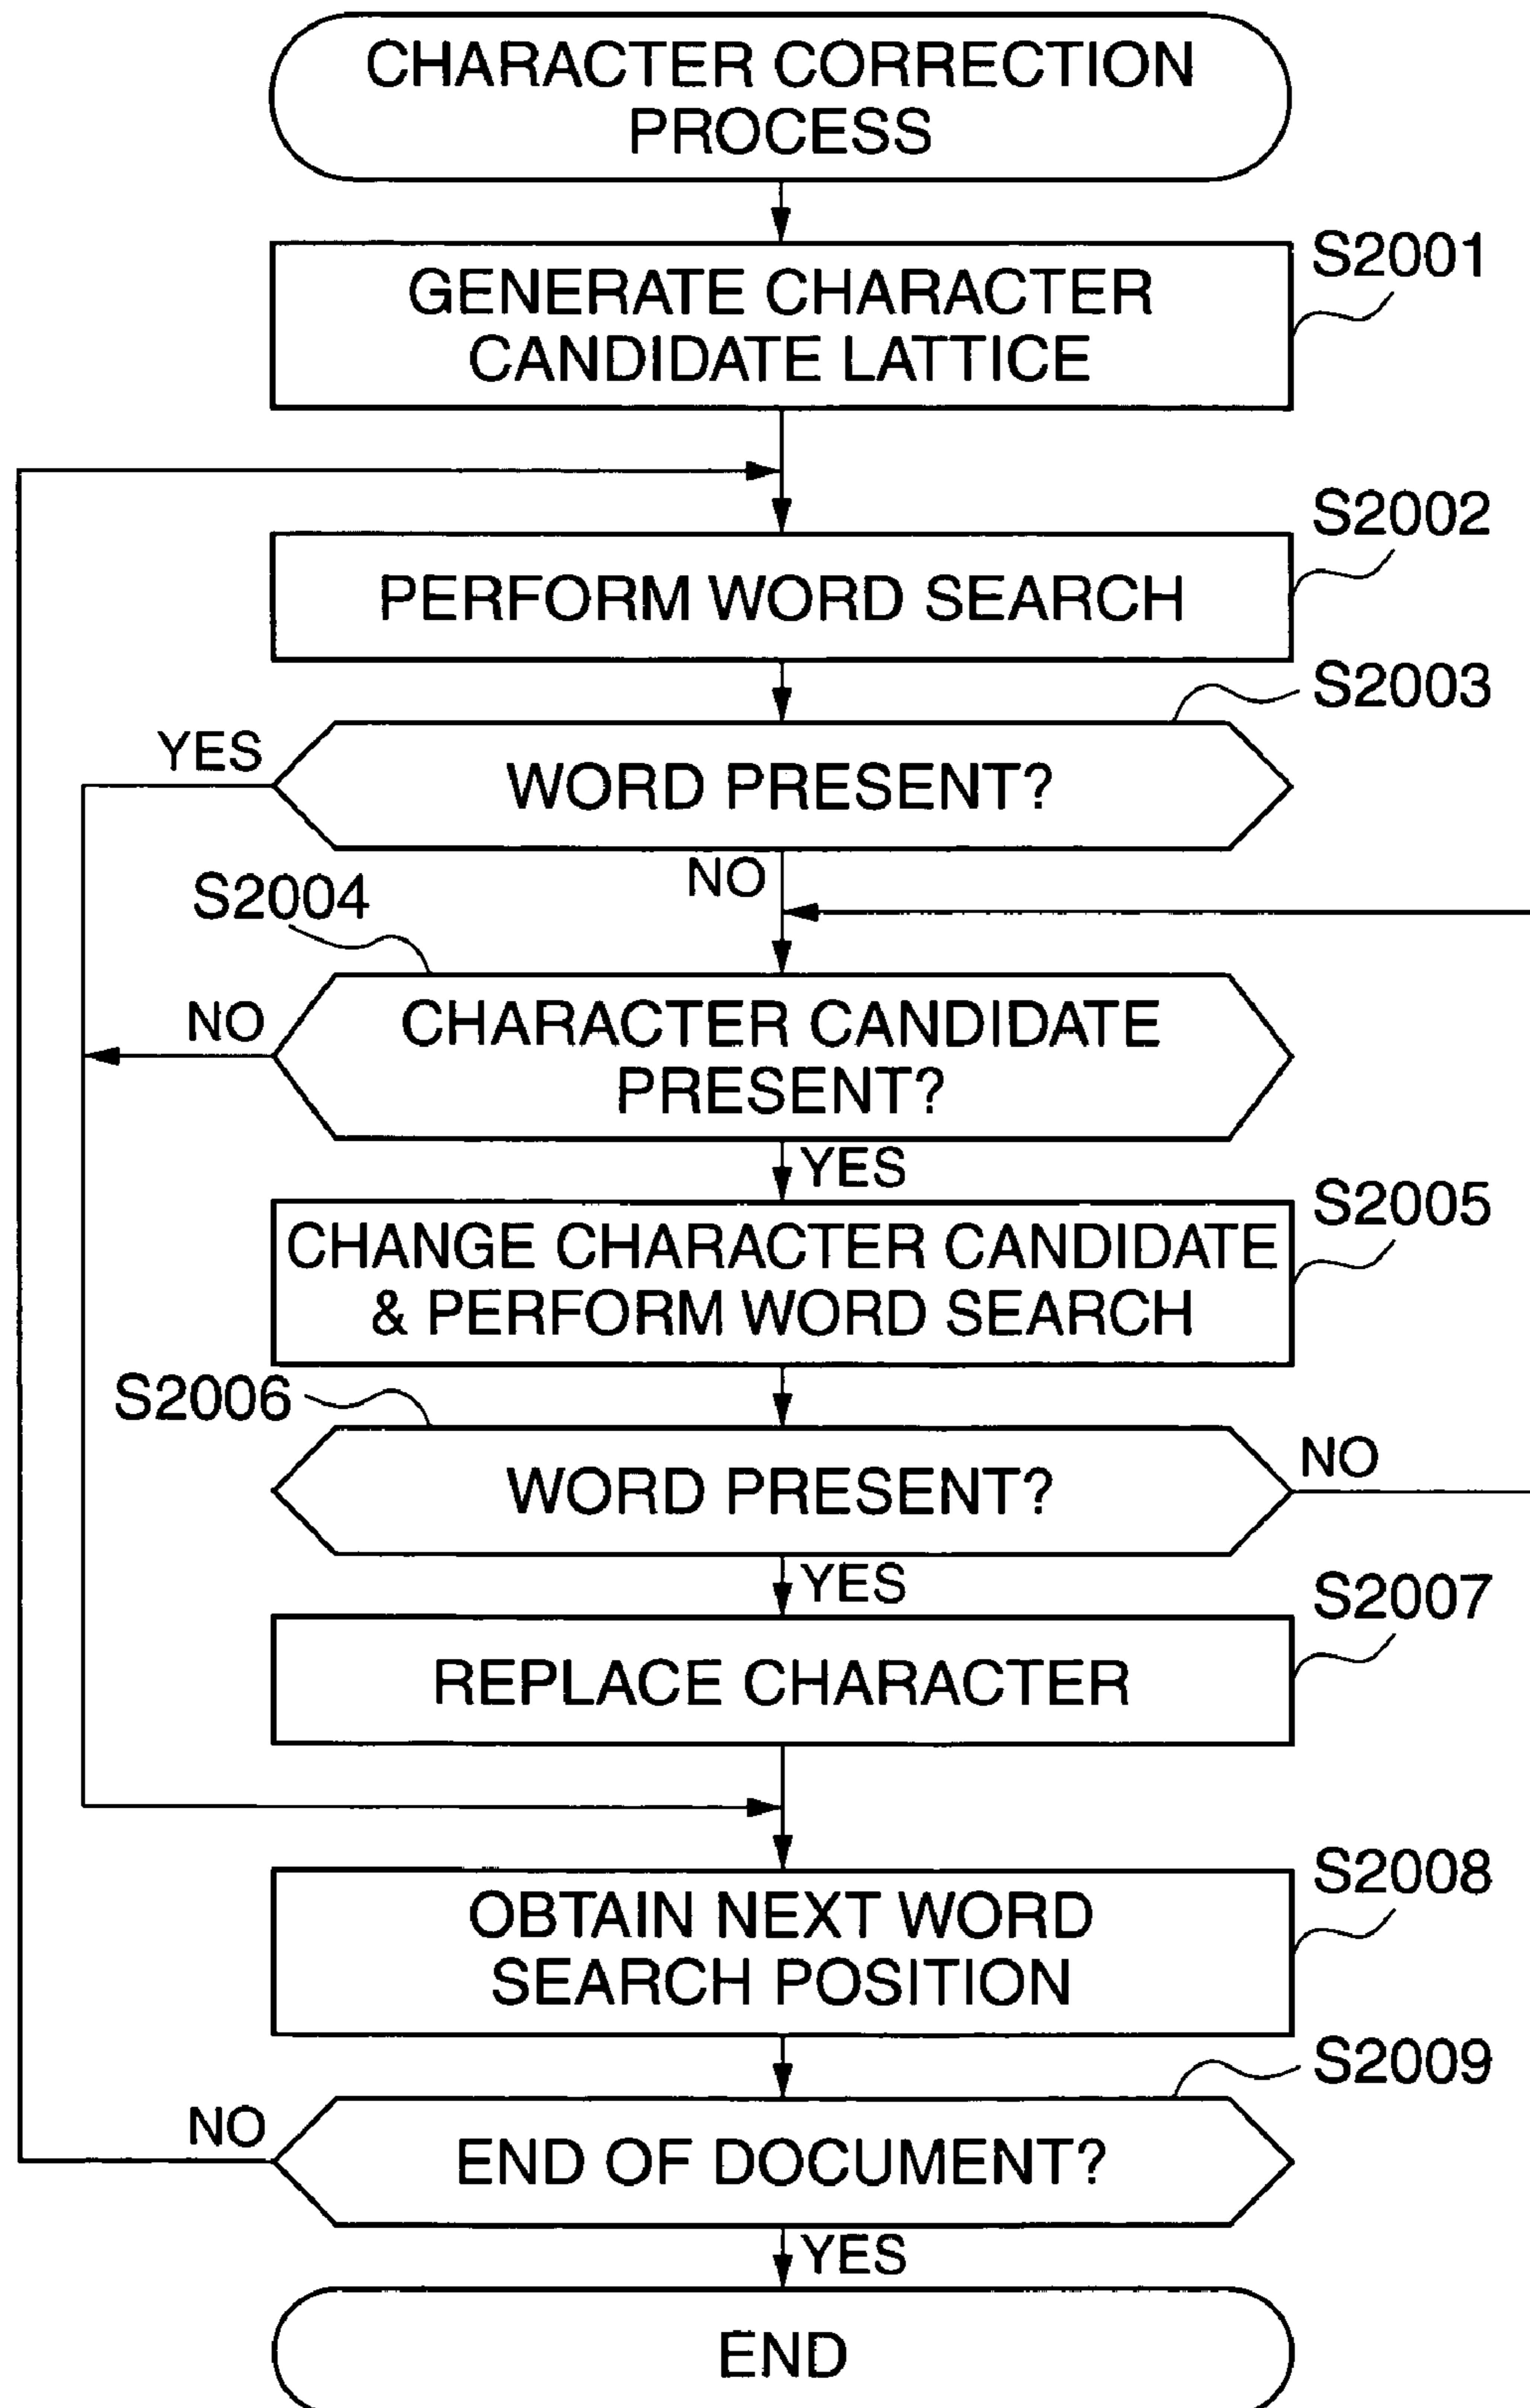 CHARACTER CORRECTION
PROCESS
S2001
GENERATE CHARACTER
CANDIDATE LATTICE
S2002
PERFORM WORD SEARCH
S2003
YES
WORD PRESENT?
NO
S2004
NO
CHARACTER CANDIDATE
PRESENT?
YES
S2005
CHANGE CHARACTER CANDIDATE
& PERFORM WORD SEARCH
S2006
WORD PRESENT?
NO
YES
S2007
REPLACE CHARACTER
S2008
OBTAIN NEXT WORD
SEARCH POSITION
S2009
NO
END OF DOCUMENT?
YES
END